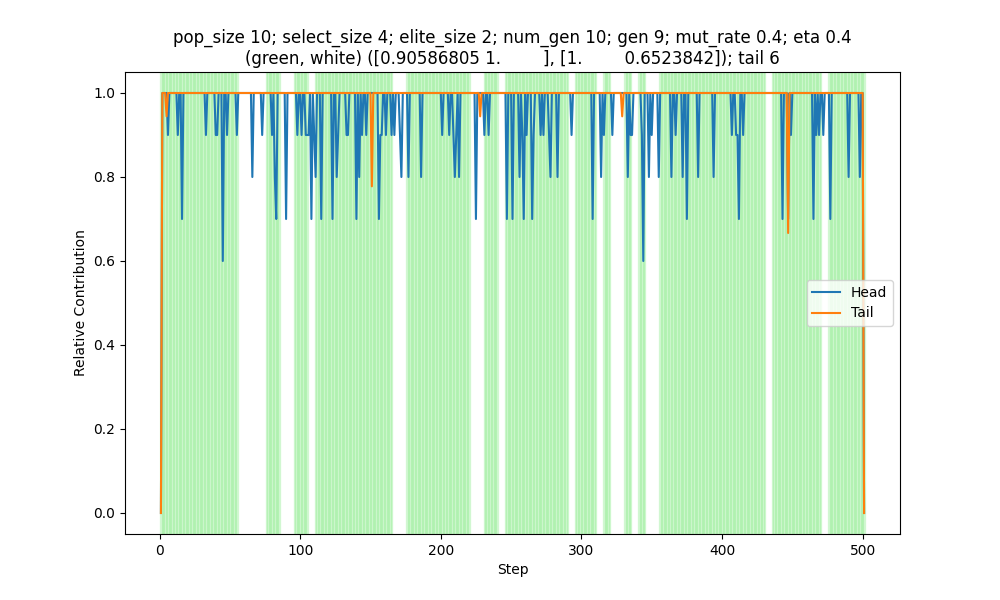 pop_size 10; select_size 4; elite_size 2; num_gen 10; gen 9; mut_rate 0.4; eta 0.4
(green, white) ([0.90586805 1. ], [1. 0.6523842]); tail 6
1.0
0.8
0.6
0.4
0.2
0.0
Relative Contribution
Head
Tail
0
100
200
300
400
500
Step